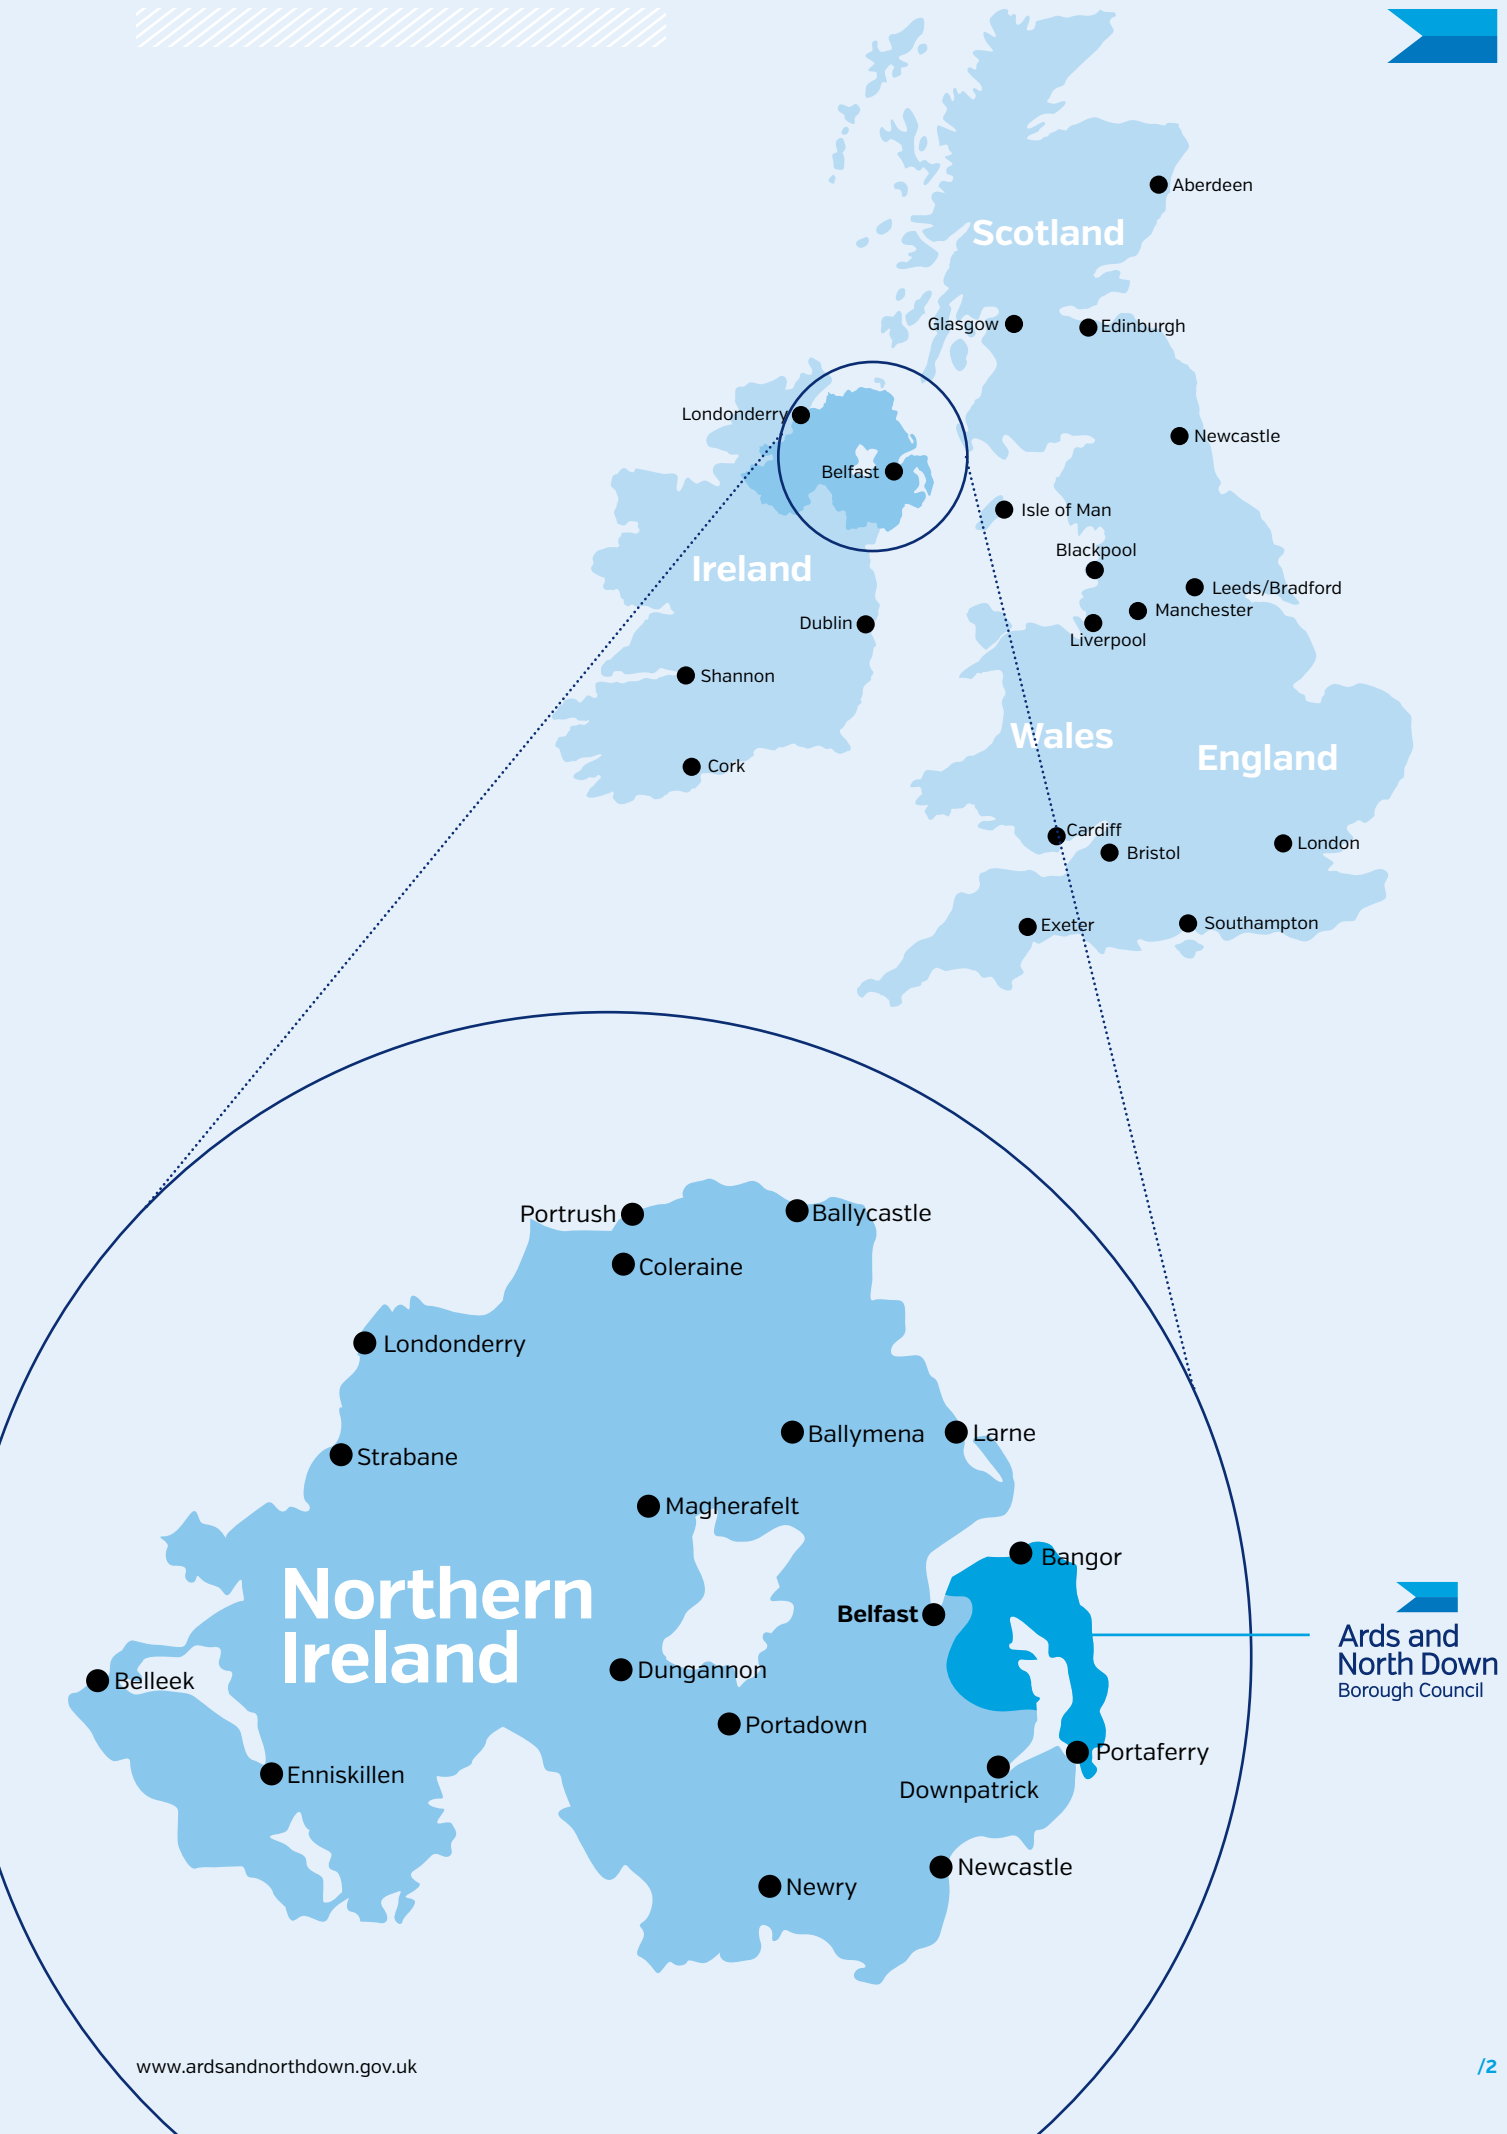 Aberdeen
Scotland
Glasgow
Edinburgh
Londonderry
Newcastle
Belfast
Isle of Man
Blackpool
Ireland
Leeds/Bradford
Manchester
Dublin
Liverpool
Shannon
Wales
England
Cork
Cardiff
London
Bristol
Southampton
Exeter
Portrush
Ballycastle
Coleraine
Londonderry
Ballymena
Larne
Strabane
Magherafelt
Bangor
Northern
Ireland
Belfast
Ards and
North Down
Borough Council
Dungannon
Belleek
Portadown
Portaferry
Enniskillen
Downpatrick
Newcastle
Newry
www.ardsandnorthdown.gov.uk
/2